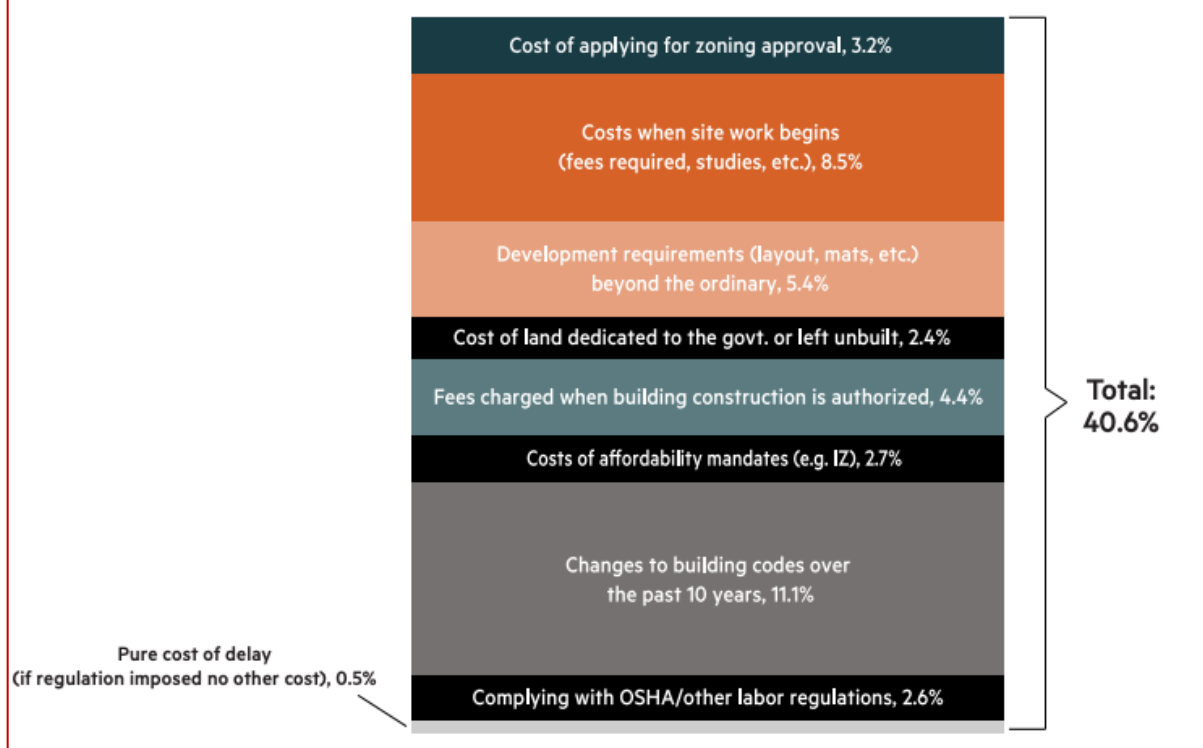 Cost of applying for zoning approval, 3.2%
Costs when site work begins
(fees required, studies, etc.), 8.5%
Development requirements (layout, mats, etc.)
beyond the ordinary, 5.4%
Cost of land dedicated to the govt. or left unbuilt, 2.4%
Fees charged when building construction is authorized, 4.4%
Total:
40.6%
Costs of affordability mandates (e.g. IZ), 2.7%
Changes to building codes over
the past 10 years, 11.1%
Pure cost of delay
(if regulation imposed no other cost), 0.5%
Complying with OSHA/other labor regulations, 2.6%